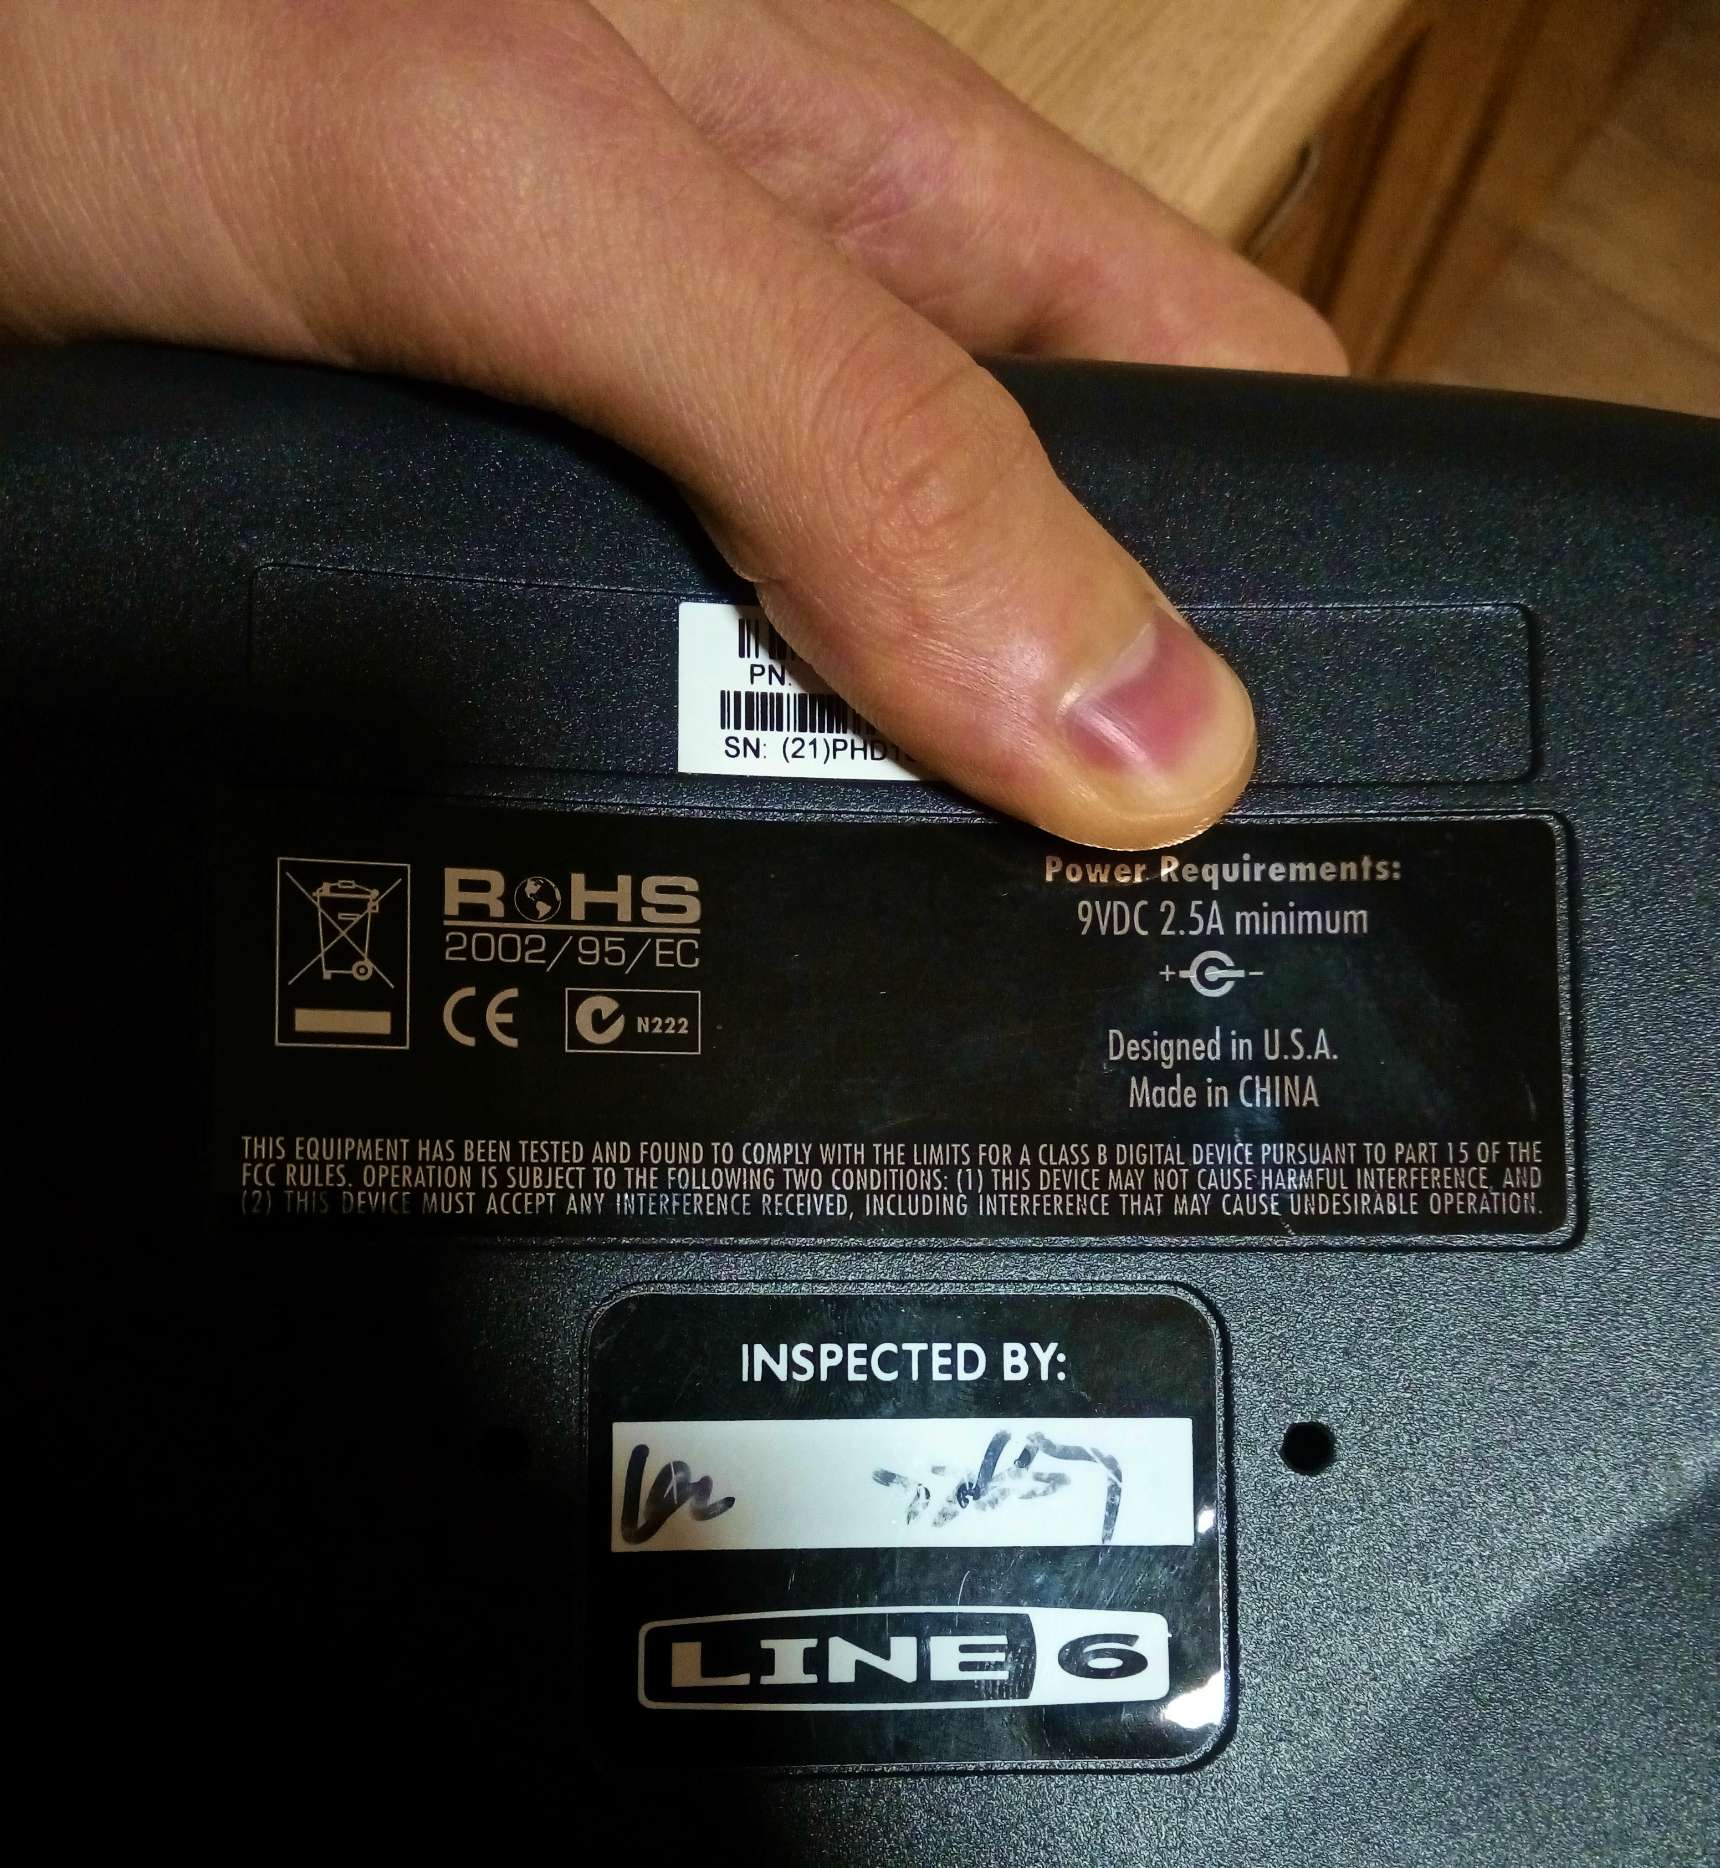 PN:
SN: (21)PHD
ROHS
2002/95/EC
CE
N222
Power Requirements:
9VDC 2.5A minimum
+ -
Designed in U.S.A.
Made in CHINA
THIS EQUIPMENT HAS BEEN TESTED AND FOUND TO COMPLY WITH THE LIMITS FOR A CLASS B DIGITAL DEVICE PURSUANT TO PART 15 OF THE
FCC RULES. OPERATION IS SUBJECT TO THE FOLLOWING TWO CONDITIONS: (1) THIS DEVICE MAY NOT CAUSE HARMFUL INTERFERENCE, AND
(2) THIS DEVICE MUST ACCEPT ANY INTERFERENCE RECEIVED, INCLUDING INTERFERENCE THAT MAY CAUSE UNDESIRABLE OPERATION.
INSPECTED BY:
LINE 6